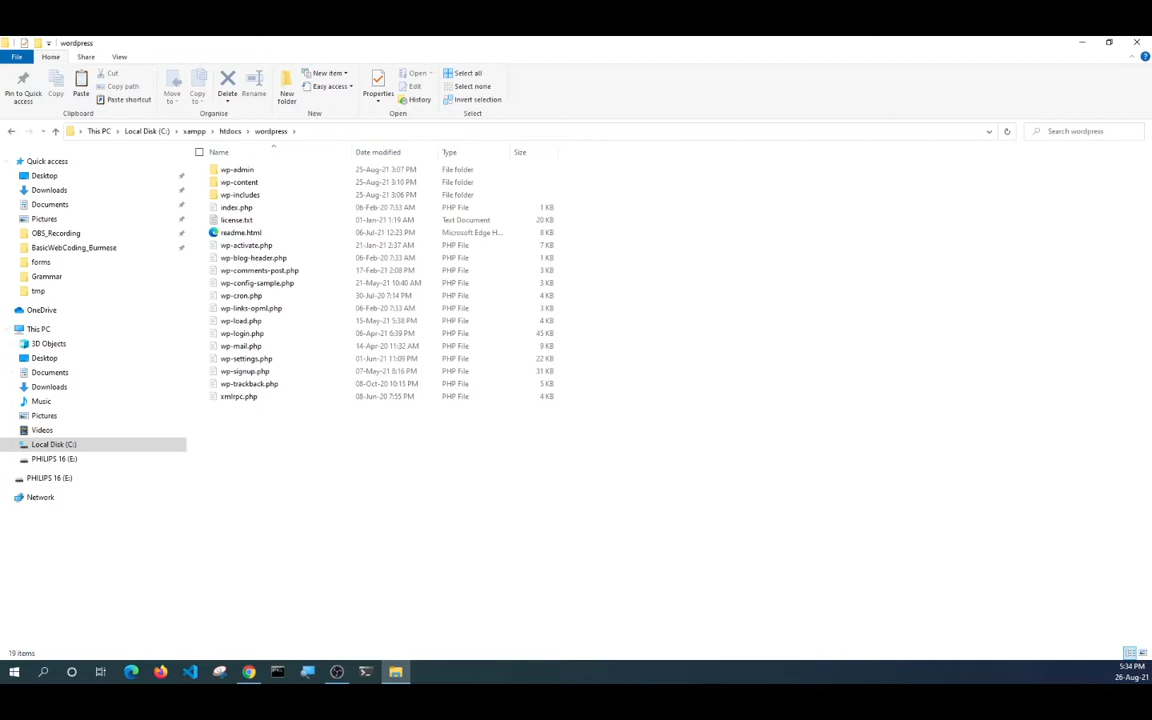 wordpress
File Home Share View
Pin to Quick access
Copy
Paste
Cut
Copy path
Paste shortcut
Clipboard
Move to
Copy to
Delete
Rename
Organise
New folder
New item
Easy access
New
Properties
Open
Edit
History
Open
Select all
Select none
Invert selection
Select
This PC › Local Disk (C:) › xampp › htdocs › wordpress ›
Search wordpress
Name Date modified Type Size
Quick access
Desktop
Downloads
Documents
Pictures
OBS_Recording
BasicWebCoding_Burmese
forms
Grammar
tmp
OneDrive
This PC
3D Objects
Desktop
Documents
Downloads
Music
Pictures
Videos
Local Disk (C:)
PHILIPS 16 (E:)
PHILIPS 16 (E:)
Network
wp-admin 25-Aug-21 3:07 PM File folder
wp-content 25-Aug-21 3:10 PM File folder
wp-includes 25-Aug-21 3:06 PM File folder
index.php 06-Feb-20 7:33 AM PHP File 1 KB
license.txt 01-Jan-21 1:19 AM Text Document 20 KB
readme.html 06-Jul-21 12:23 PM Microsoft Edge H... 8 KB
wp-activate.php 21-Jan-21 2:37 AM PHP File 7 KB
wp-blog-header.php 06-Feb-20 7:33 AM PHP File 1 KB
wp-comments-post.php 17-Feb-21 2:08 PM PHP File 3 KB
wp-config-sample.php 21-May-21 10:40 AM PHP File 3 KB
wp-cron.php 30-Jul-20 7:14 PM PHP File 4 KB
wp-links-opml.php 06-Feb-20 7:33 AM PHP File 3 KB
wp-load.php 15-May-21 5:38 PM PHP File 4 KB
wp-login.php 06-Apr-21 6:39 PM PHP File 45 KB
wp-mail.php 14-Apr-21 11:32 AM PHP File 9 KB
wp-settings.php 01-Jun-21 11:09 PM PHP File 22 KB
wp-signup.php 07-May-21 8:16 PM PHP File 31 KB
wp-trackback.php 08-Oct-20 10:15 PM PHP File 5 KB
xmlrpc.php 08-Jun-20 7:55 PM PHP File 4 KB
19 items
5:34 PM
26-Aug-21